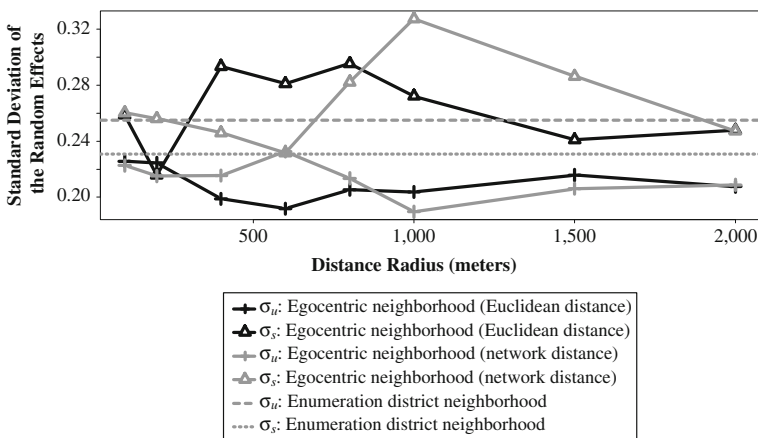 Standard Deviation of
the Random Effects
0.32
0.28
0.24
0.20
500
1,000
1,500
2,000
Distance Radius (meters)
σu: Egocentric neighborhood (Euclidean distance)
σs: Egocentric neighborhood (Euclidean distance)
σu: Egocentric neighborhood (network distance)
σs: Egocentric neighborhood (network distance)
σu: Enumeration district neighborhood
σs: Enumeration district neighborhood